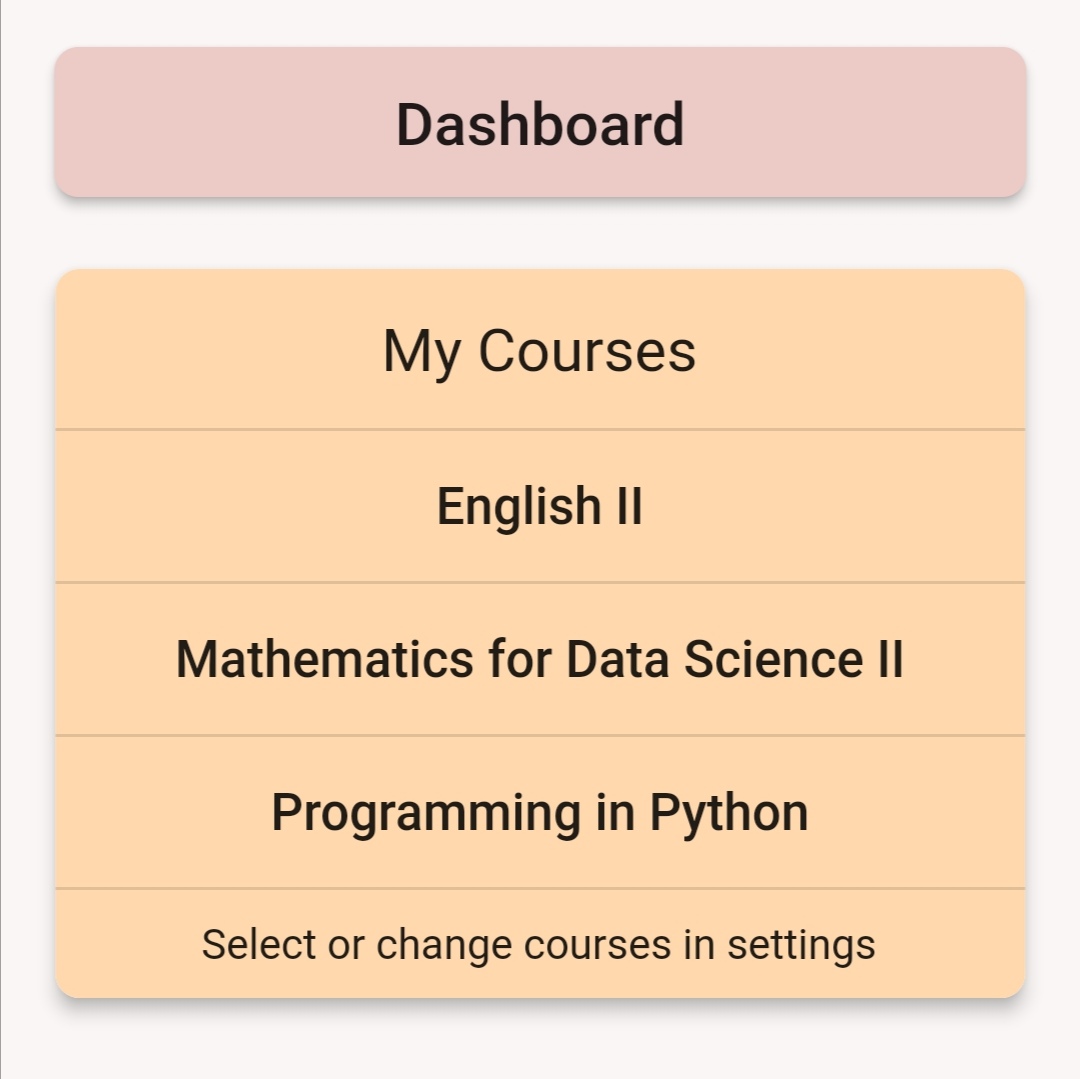 Dashboard
My Courses
English II
Mathematics for Data Science II
Programming in Python
Select or change courses in settings